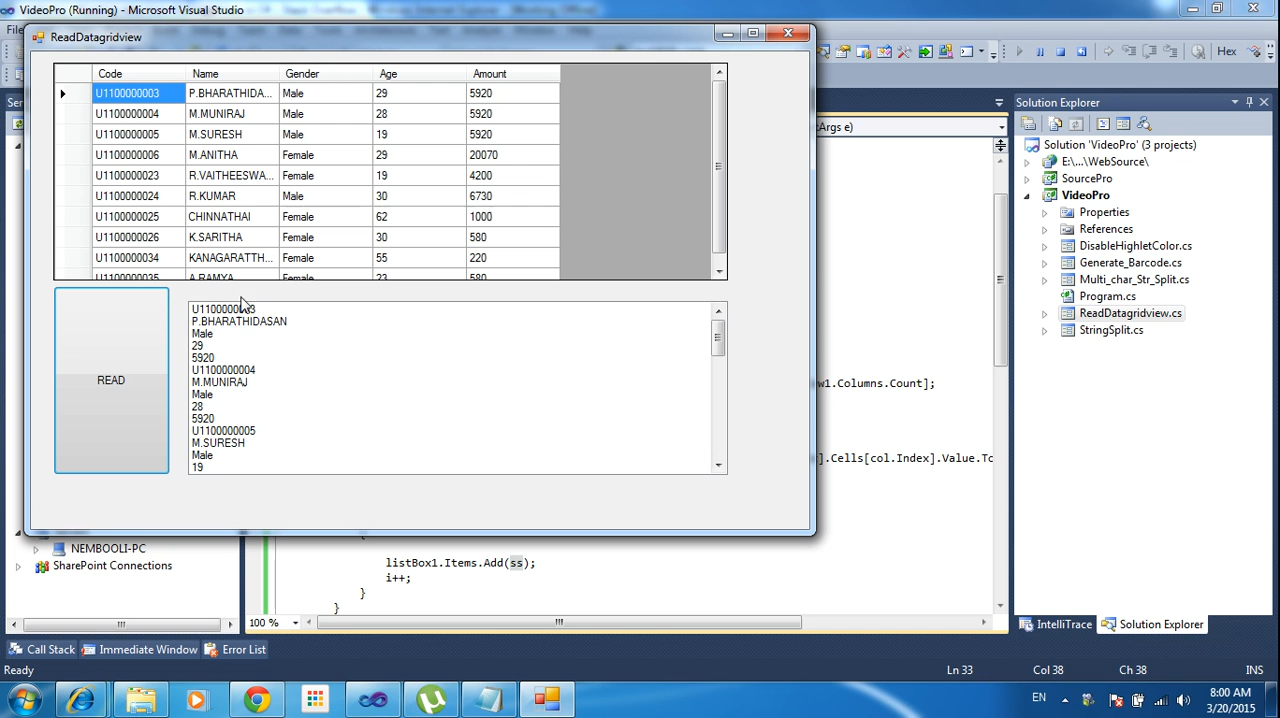 VideoPro (Running) - Microsoft Visual Studio
ReadDatagridview
Code Name Gender Age Amount
U1100000003 P.BHARATHIDA... Male 29 5920
U1100000004 M.MUNIRAJ Male 28 5920
U1100000005 M.SURESH Male 19 5920
U1100000006 M.ANITHA Female 29 20070
U1100000023 R.VAITHEESWA... Female 19 4200
U1100000024 R.KUMAR Male 30 6730
U1100000025 CHINNATHAI Female 62 1000
U1100000026 K.SARITHA Female 30 580
U1100000034 KANAGARATTH... Female 55 220
U1100000035 A.RAMYA Female 23 580
READ
P.BHARATHIDASAN
Male
29
5920
U1100000004
M.MUNIRAJ
Male
28
5920
U1100000005
M.SURESH
Male
19
Hex
Args e)
w1.Columns.Count];
].Cells[col.Index].Value.To
listBox1.Items.Add(ss);
i++;
}
}
100 %
Solution Explorer
Solution 'VideoPro' (3 projects)
E:\...\WebSource\
SourcePro
VideoPro
Properties
References
DisableHighletColor.cs
Generate_Barcode.cs
Multi_char_Str_Split.cs
Program.cs
ReadDatagridview.cs
StringSplit.cs
IntelliTrace Solution Explorer
NEMBOOLI-PC
SharePoint Connections
Call Stack Immediate Window Error List
Ready Ln 33 Col 38 Ch 38 INS
EN 8:00 AM
3/20/2015